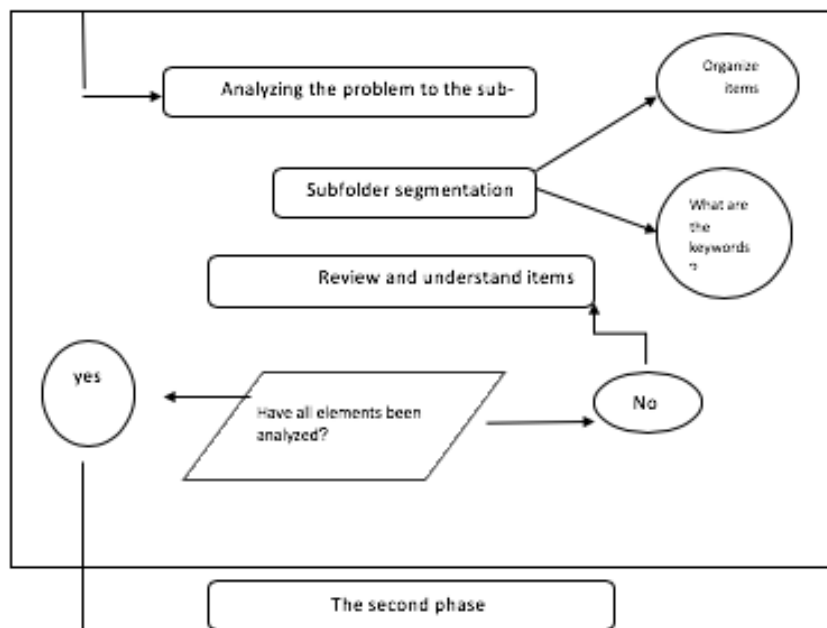 Analyzing the problem to the sub-
Organize
items
Subfolder segmentation
What are
the
keywords
?
Review and understand items
yes
Have all elements been
analyzed?
No
The second phase